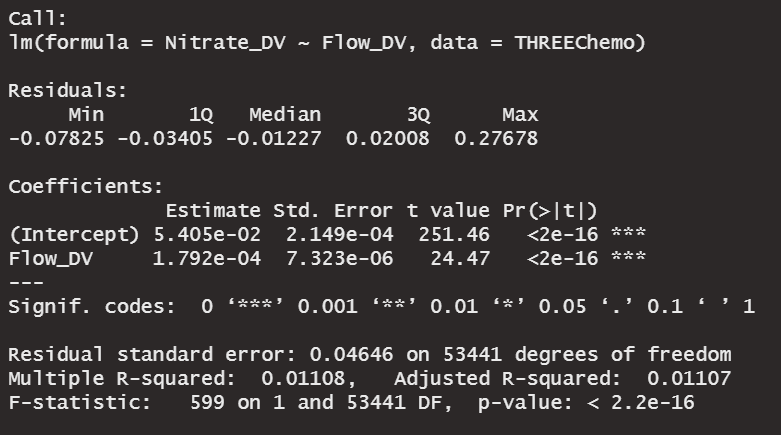 Call:
lm(formula = Nitrate_DV ~ Flow_DV, data = THREEChemo)
Residuals:
     Min       1Q   Median       3Q      Max
-0.07825 -0.03405 -0.01227  0.02008  0.27678
Coefficients:
             Estimate Std. Error t value Pr(>|t|)
(Intercept) 5.405e-02  2.149e-04  251.46   <2e-16 ***
Flow_DV     1.792e-04  7.323e-06   24.47   <2e-16 ***
---
Signif. codes:  0 ‘***’ 0.001 ‘**’ 0.01 ‘*’ 0.05 ‘.’ 0.1 ‘ ’ 1
Residual standard error: 0.04646 on 53441 degrees of freedom
Multiple R-squared:  0.01108,   Adjusted R-squared:  0.01107
F-statistic:   599 on 1 and 53441 DF,  p-value: < 2.2e-16